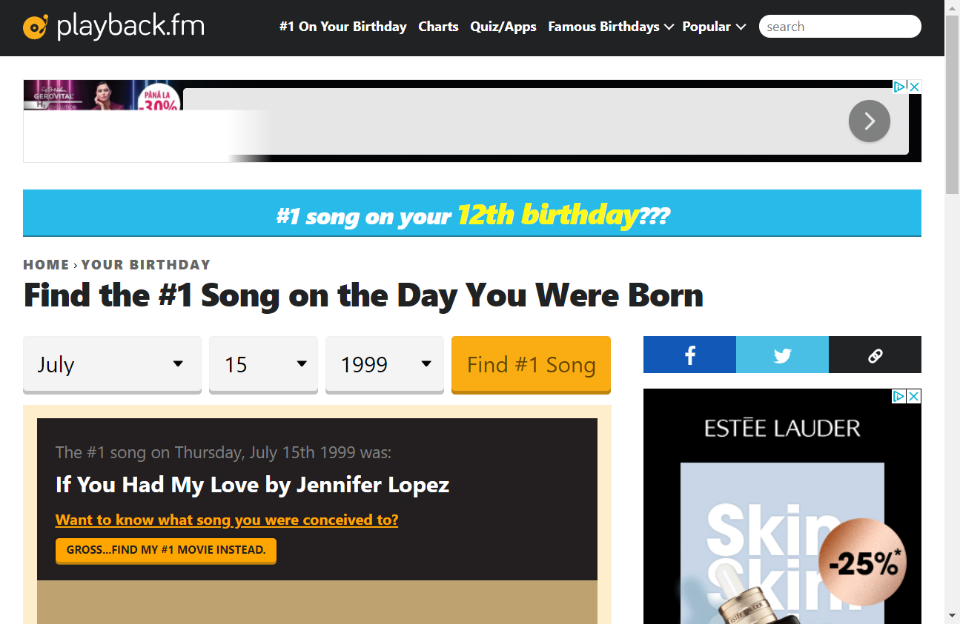 playback.fm
#1 On Your Birthday Charts Quiz/Apps Famous Birthdays Popular search
GEROVITAL
PÂNĂ LA
-30%
#1 song on your 12th birthday???
HOME › YOUR BIRTHDAY
Find the #1 Song on the Day You Were Born
July 15 1999 Find #1 Song
The #1 song on Thursday, July 15th 1999 was:
If You Had My Love by Jennifer Lopez
Want to know what song you were conceived to?
GROSS...FIND MY #1 MOVIE INSTEAD.
ESTĒE LAUDER
Skin
Skin
-25%*